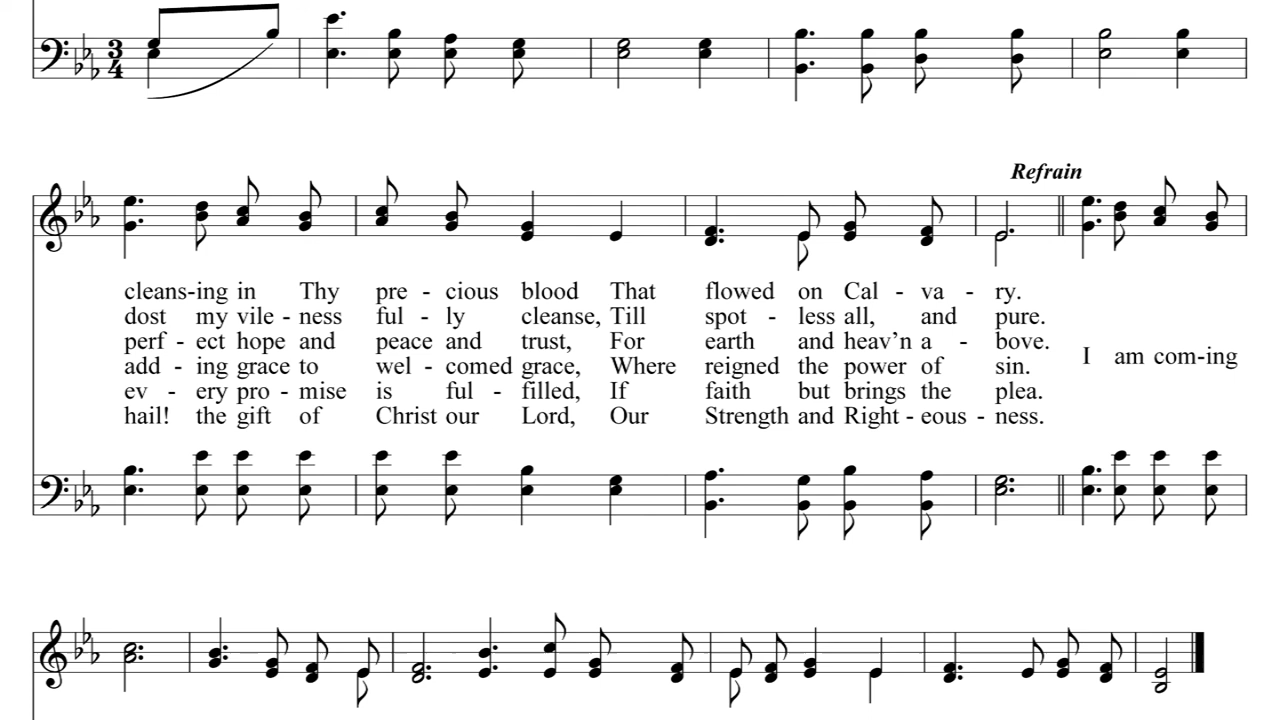 3
4
Refrain
cleans-ing in Thy pre - cious blood That flowed on Cal - va - ry.
dost my vile - ness ful - ly cleanse, Till spot - less all, and pure.
perf - ect hope and peace and trust, For earth and heav’n a - bove.
I am com-ing
add - ing grace to wel - comed grace, Where reigned the power of sin.
ev - ery pro - mise is ful - filled, If faith but brings the plea.
hail! the gift of Christ our Lord, Our Strength and Right - eous - ness.